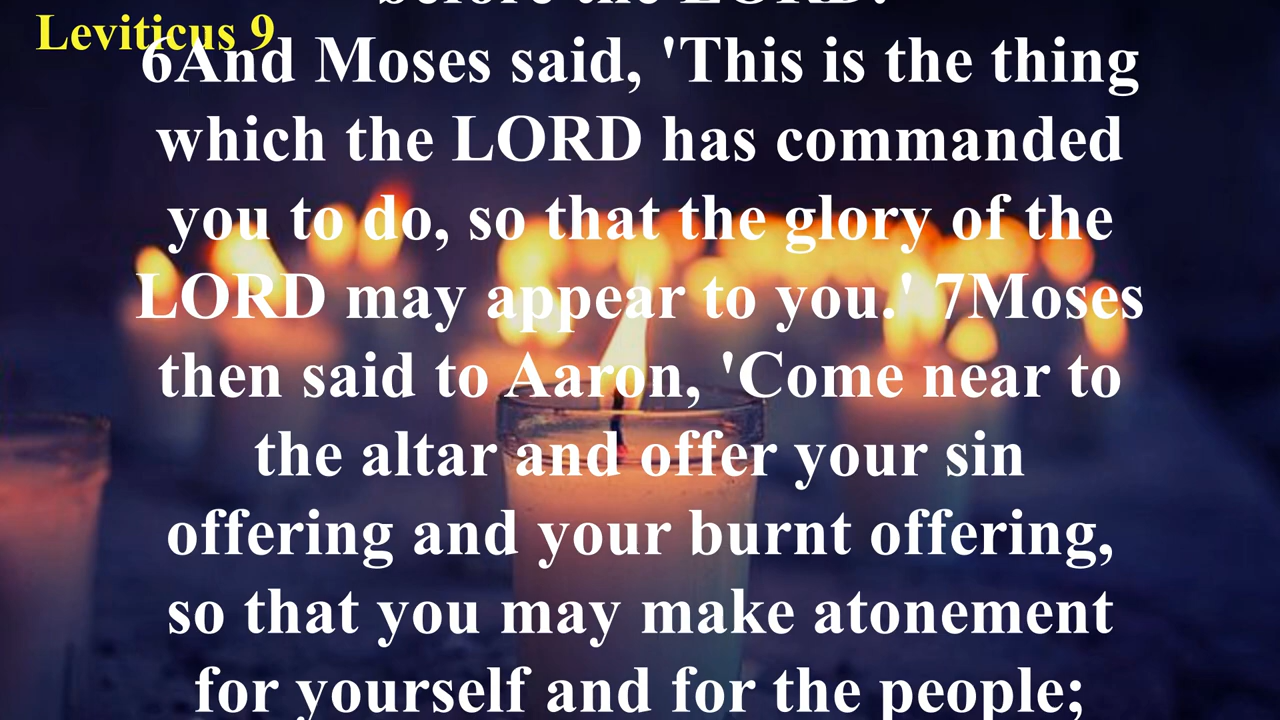 before the LORD.
Leviticus 9
6And Moses said, 'This is the thing
which the LORD has commanded
you to do, so that the glory of the
LORD may appear to you.' 7Moses
then said to Aaron, 'Come near to
the altar and offer your sin
offering and your burnt offering,
so that you may make atonement
for yourself and for the people;